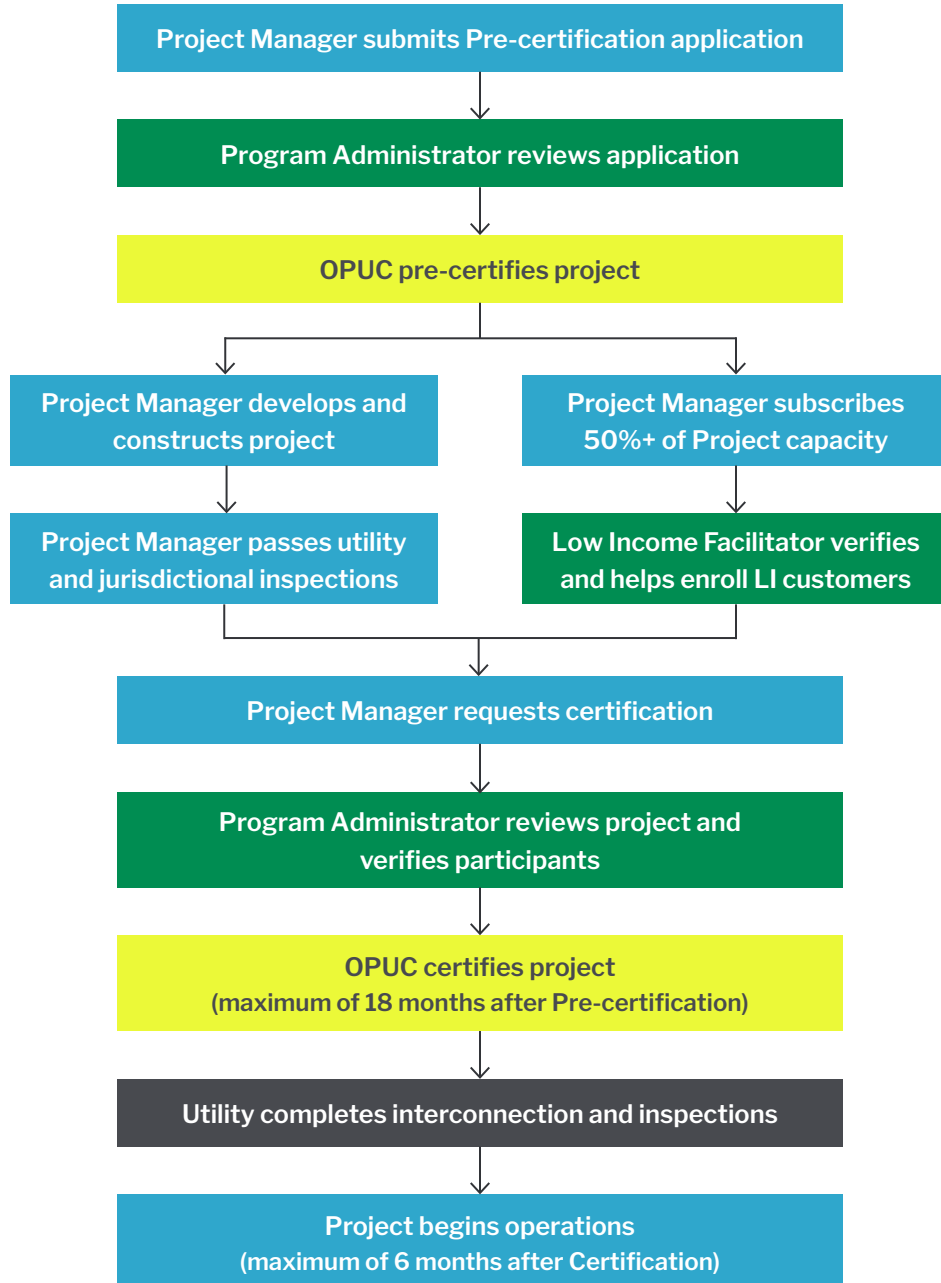 Project Manager submits Pre-certification application
Program Administrator reviews application
OPUC pre-certifies project
Project Manager develops and
constructs project
Project Manager subscribes
50%+ of Project capacity
Project Manager passes utility
and jurisdictional inspections
Low Income Facilitator verifies
and helps enroll LI customers
Project Manager requests certification
Program Administrator reviews project and
verifies participants
OPUC certifies project
(maximum of 18 months after Pre-certification)
Utility completes interconnection and inspections
Project begins operations
(maximum of 6 months after Certification)